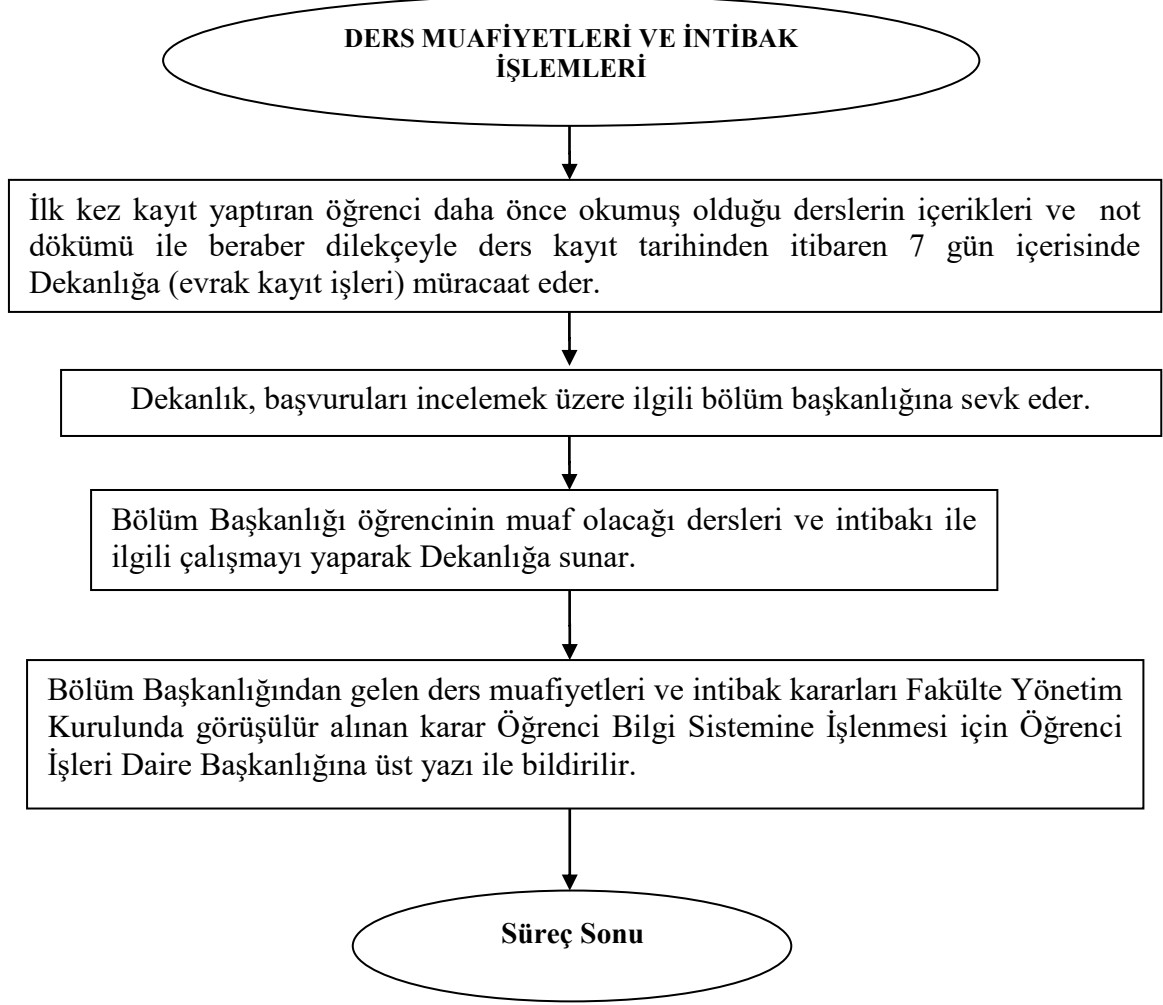 DERS MUAFİYETLERİ VE İNTİBAK
İŞLEMLERİ
İlk kez kayıt yaptıran öğrenci daha önce okumuş olduğu derslerin içerikleri ve not
dökümü ile beraber dilekçeyle ders kayıt tarihinden itibaren 7 gün içerisinde
Dekanlığa (evrak kayıt işleri) müracaat eder.
Dekanlık, başvuruları incelemek üzere ilgili bölüm başkanlığına sevk eder.
Bölüm Başkanlığı öğrencinin muaf olacağı dersleri ve intibakı ile
ilgili çalışmayı yaparak Dekanlığa sunar.
Bölüm Başkanlığından gelen ders muafiyetleri ve intibak kararları Fakülte Yönetim
Kurulunda görüşülür alınan karar Öğrenci Bilgi Sistemine İşlenmesi için Öğrenci
İşleri Daire Başkanlığına üst yazı ile bildirilir.
Süreç Sonu